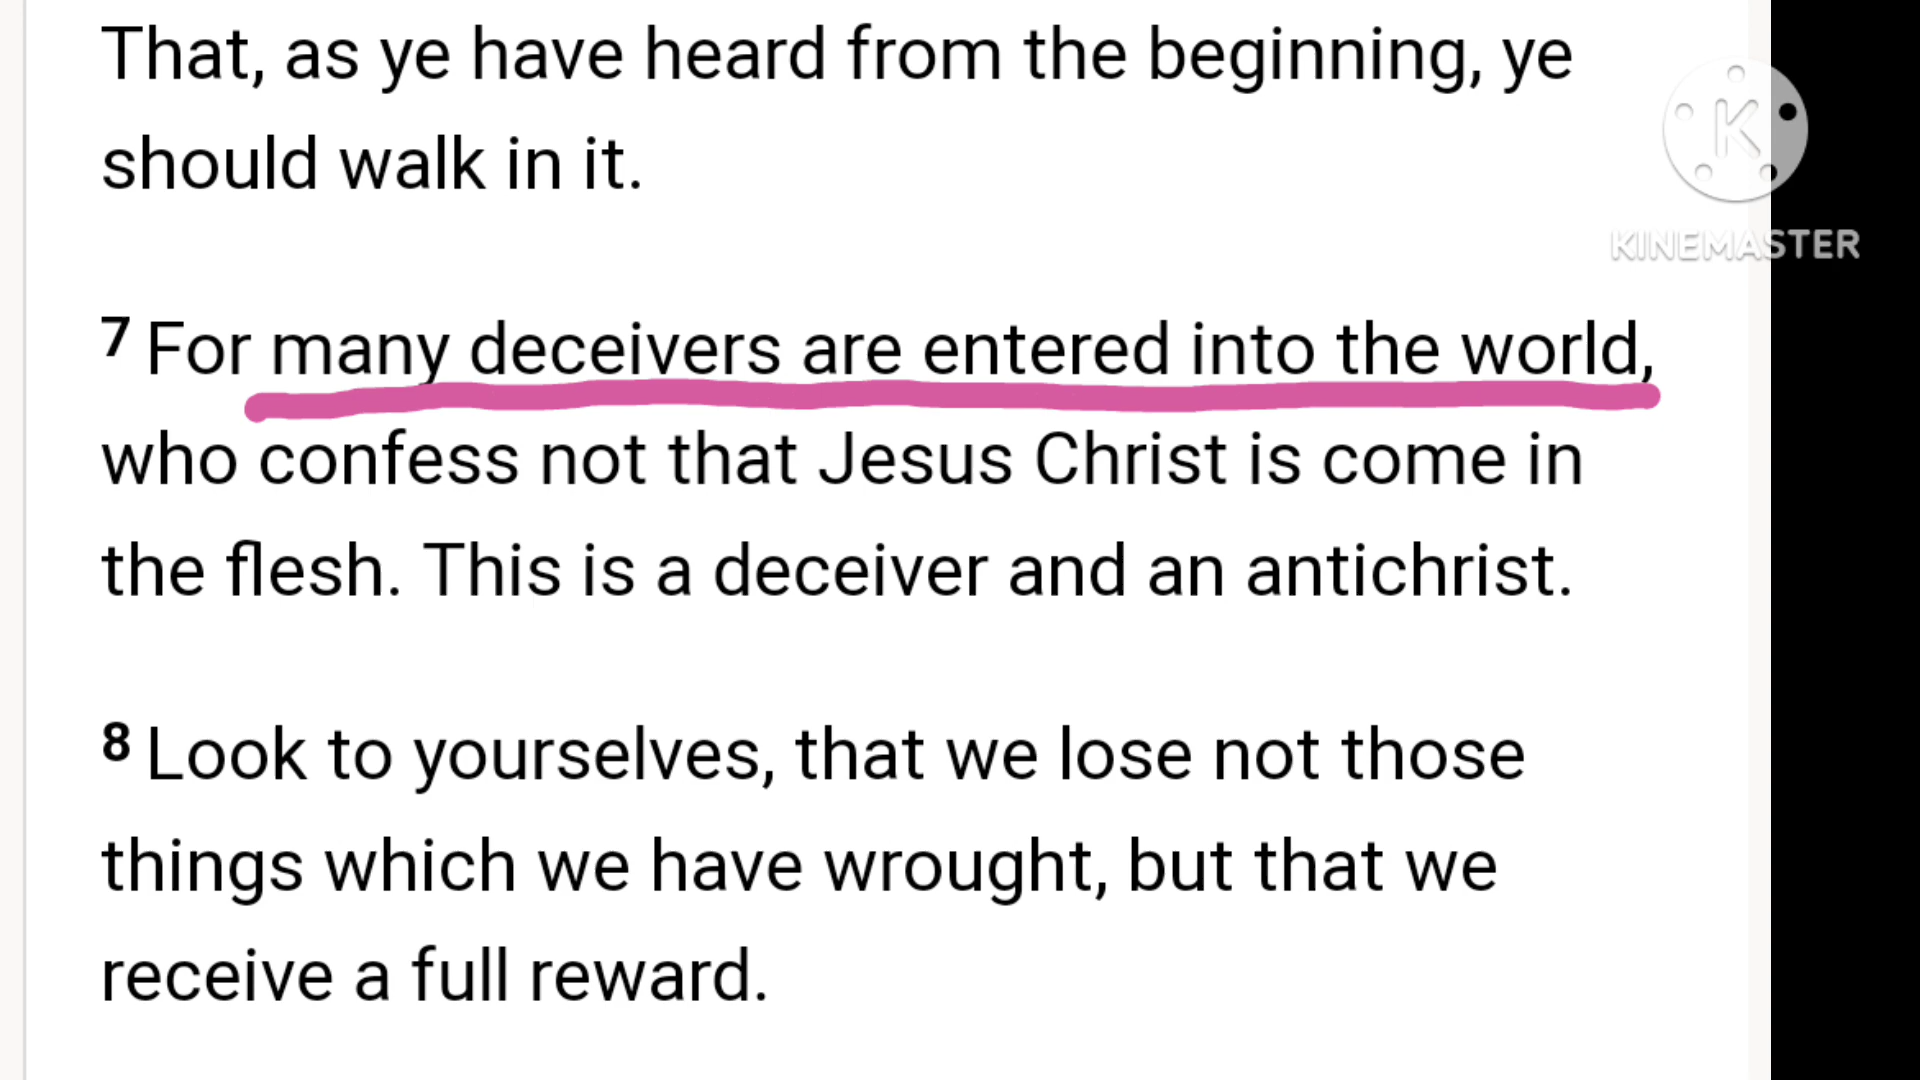 That, as ye have heard from the beginning, ye
should walk in it.
7 For many deceivers are entered into the world,
who confess not that Jesus Christ is come in
the flesh. This is a deceiver and an antichrist.
8 Look to yourselves, that we lose not those
things which we have wrought, but that we
receive a full reward.
K
KINEMASTER